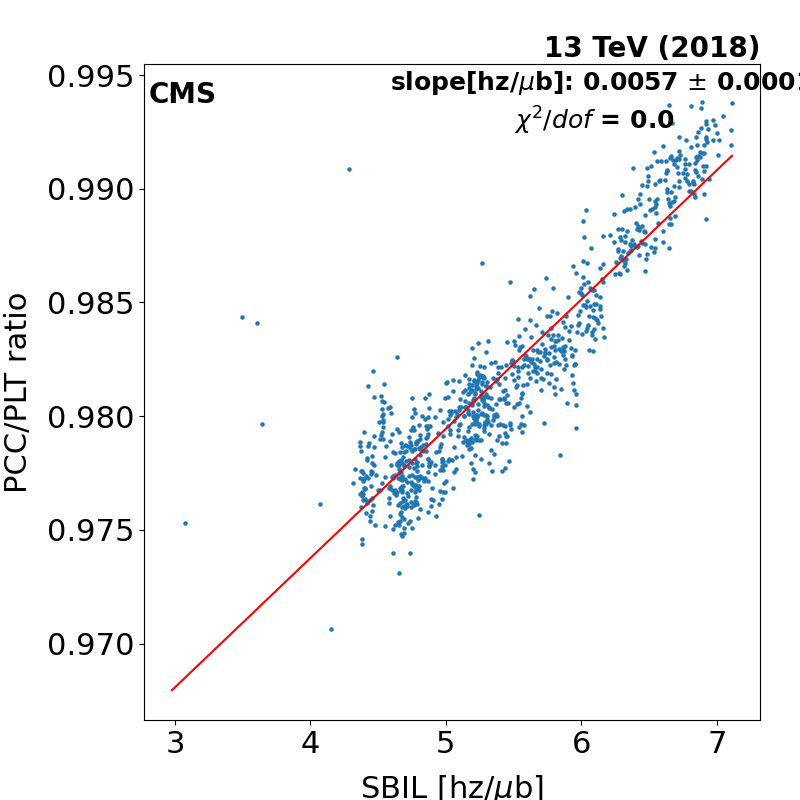 13 TeV (2018)
CMS
slope[hz/μb]: 0.0057 ± 0.0001
χ²/dof = 0.0
0.995
0.990
0.985
0.980
0.975
0.970
PCC/PLT ratio
3 4 5 6 7
SBIL [hz/μb]